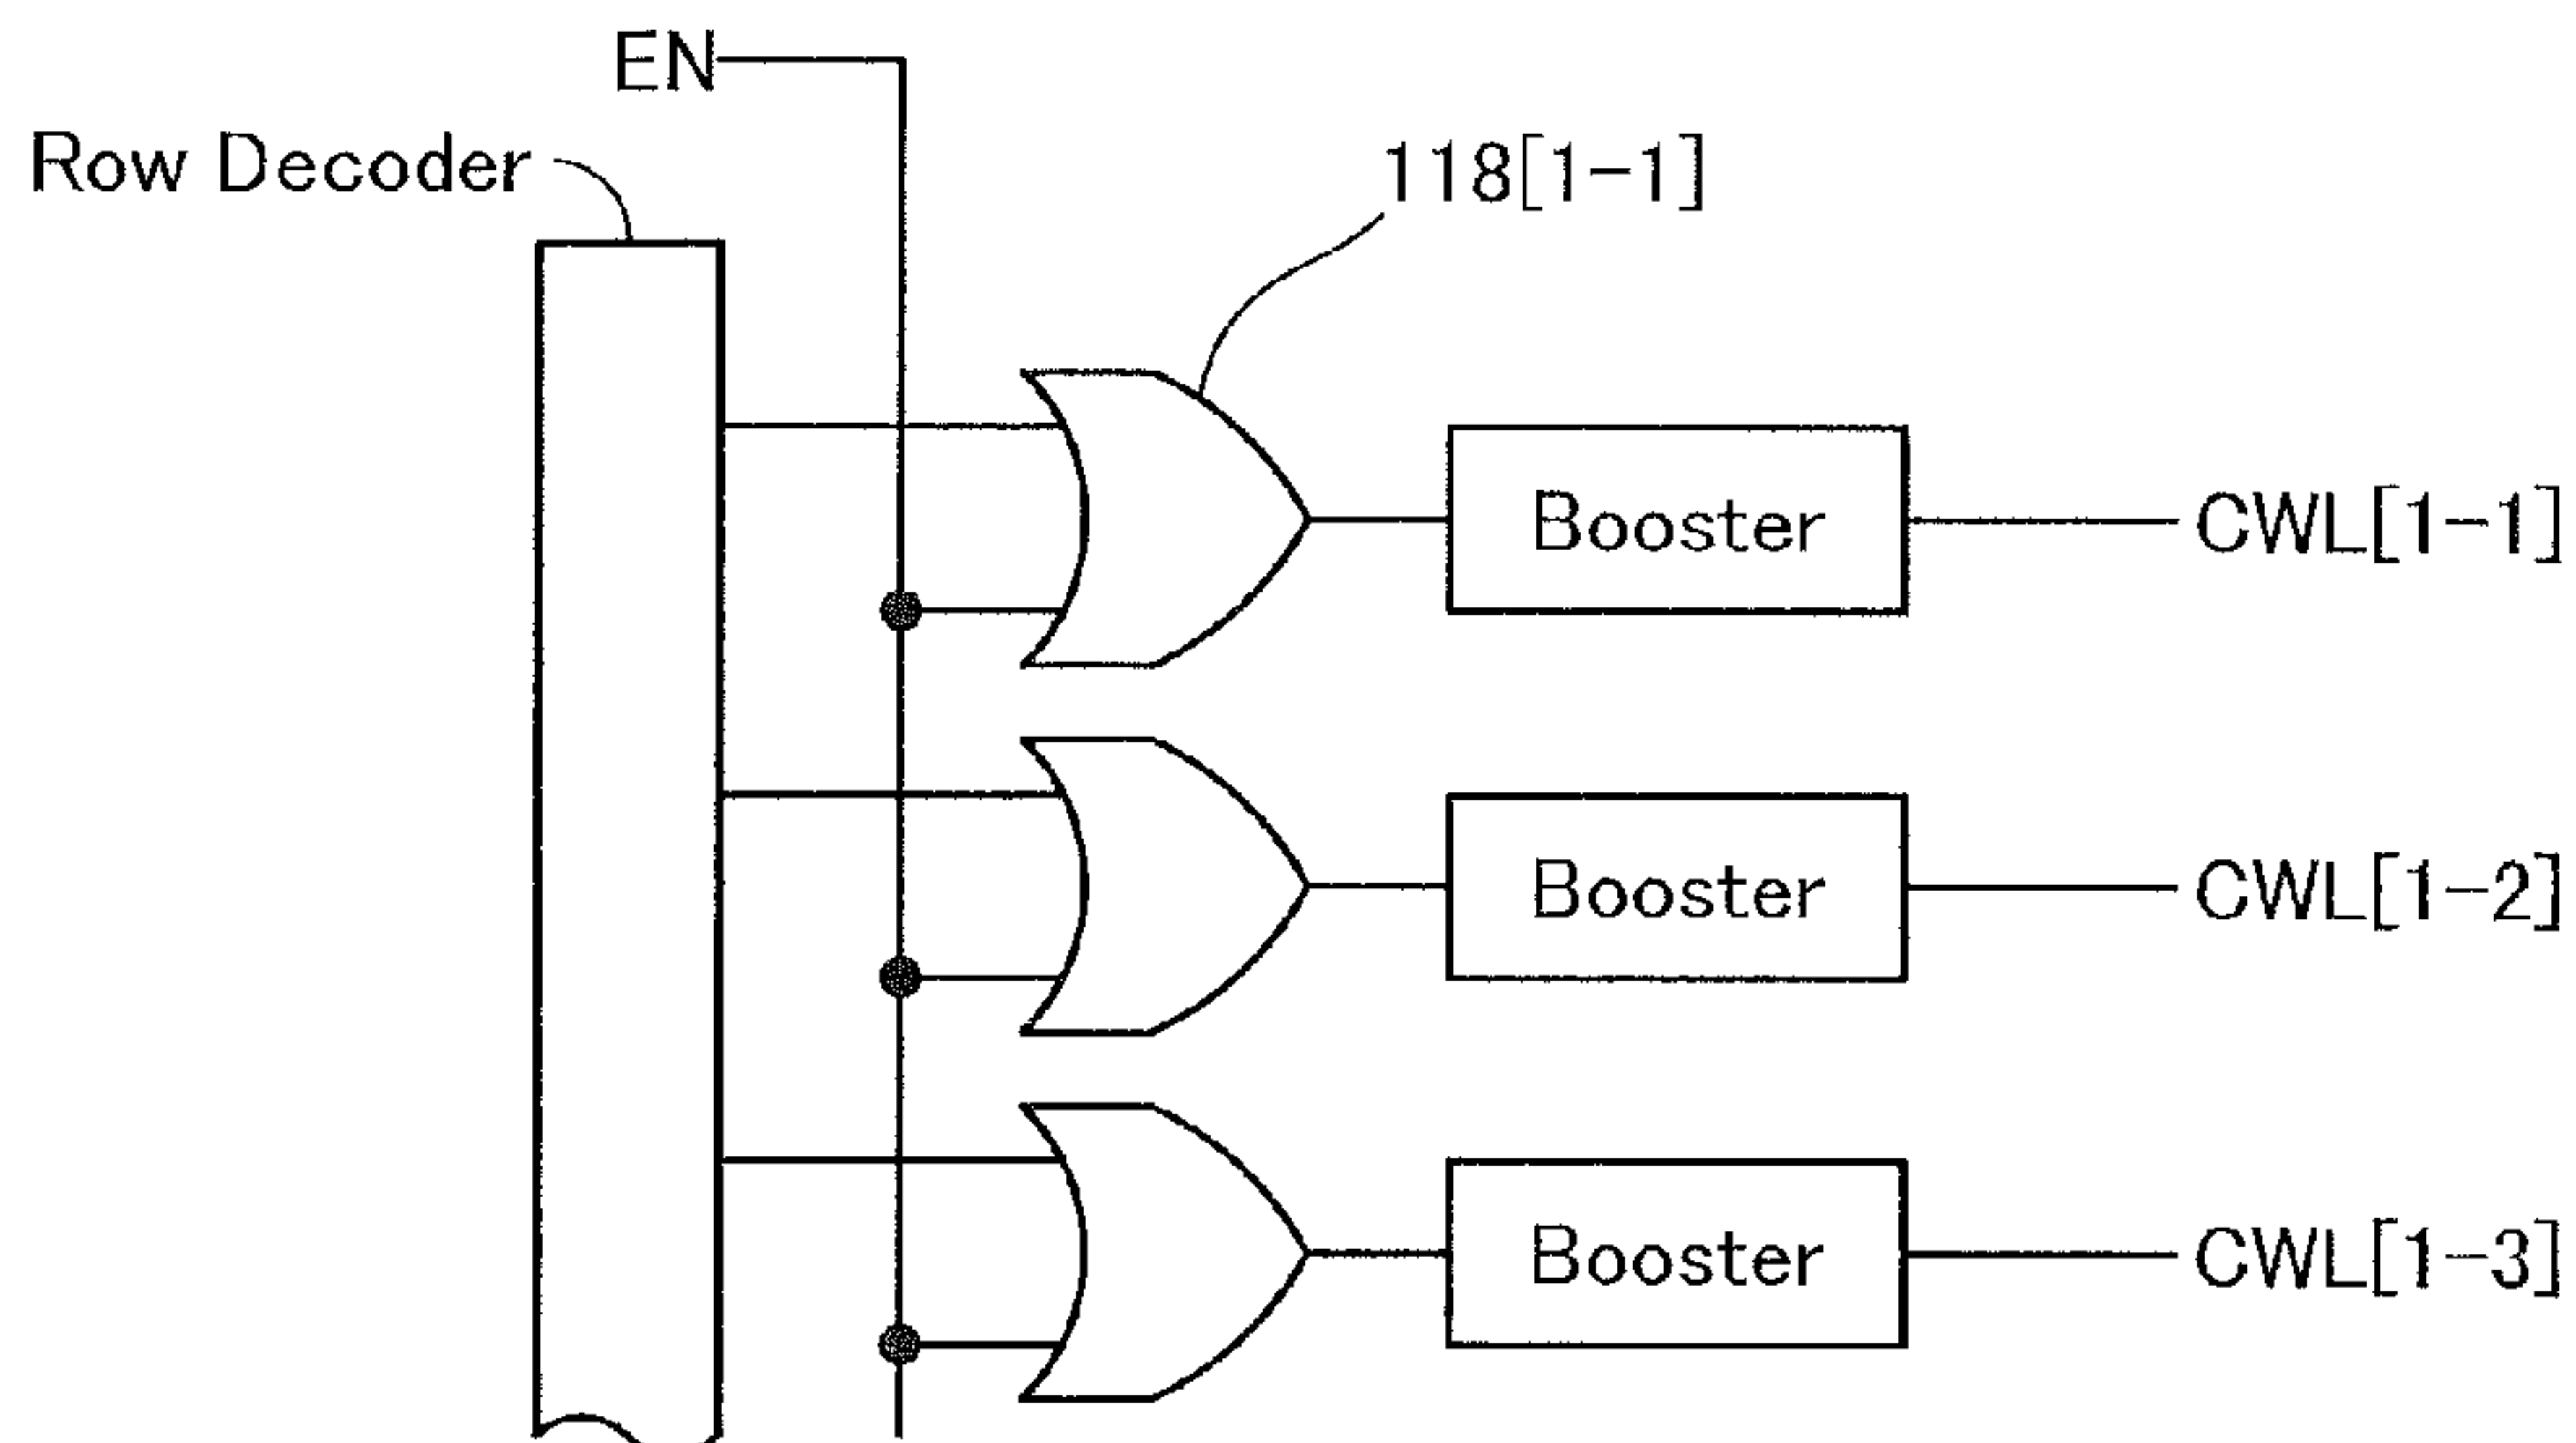 EN
Row Decoder
118[1-1]
Booster
CWL[1-1]
Booster
CWL[1-2]
Booster
CWL[1-3]